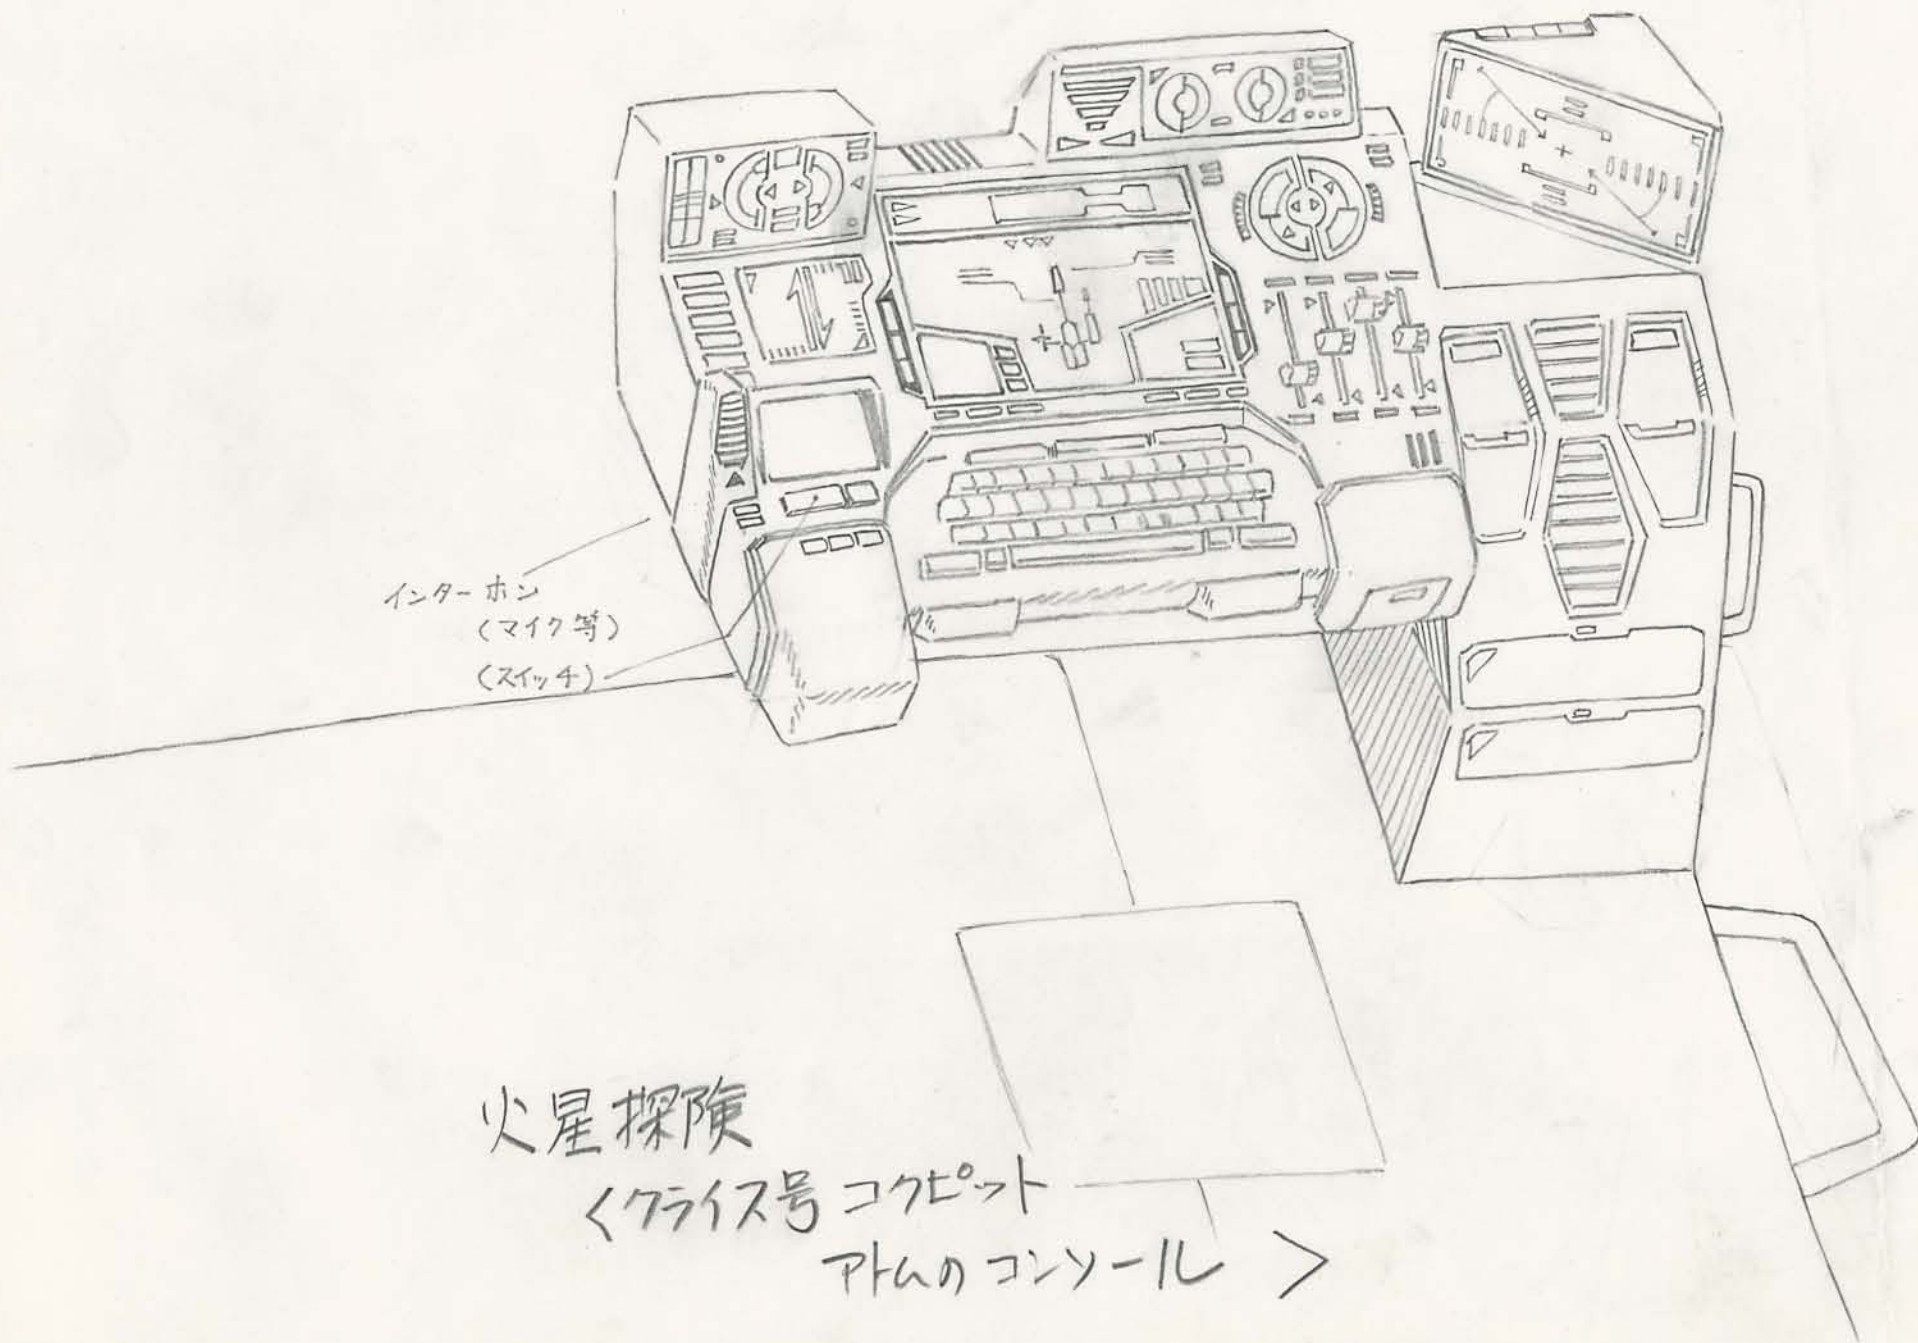 インターホン
(マイク等)
(スイッチ)
火星探険
<クライス号コクピット
アトムのコンソール>